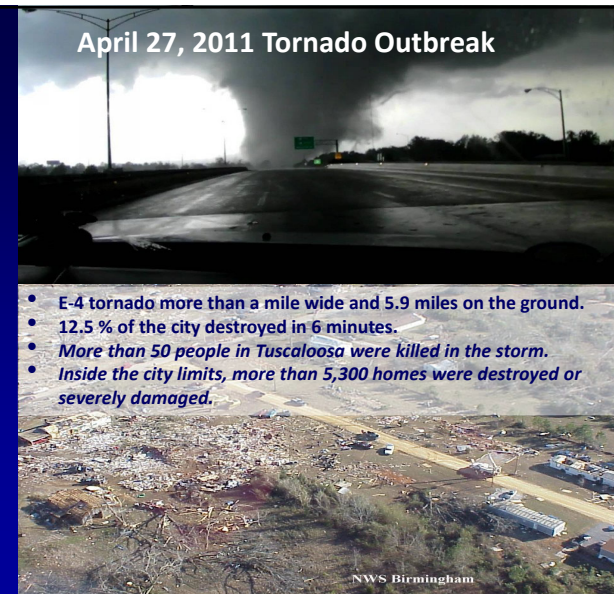 April 27, 2011 Tornado Outbreak
• E-4 tornado more than a mile wide and 5.9 miles on the ground.
• 12.5 % of the city destroyed in 6 minutes.
• More than 50 people in Tuscaloosa were killed in the storm.
• Inside the city limits, more than 5,300 homes were destroyed or
severely damaged.
NWS Birmingham